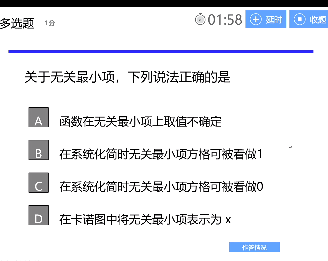 多选题 1分
01:58 延时 收题
关于无关最小项，下列说法正确的是
A 函数在无关最小项上取值不确定
B 在系统化简时无关最小项方格可被看做1
C 在系统化简时无关最小项方格可被看做0
D 在卡诺图中将无关最小项表示为 x